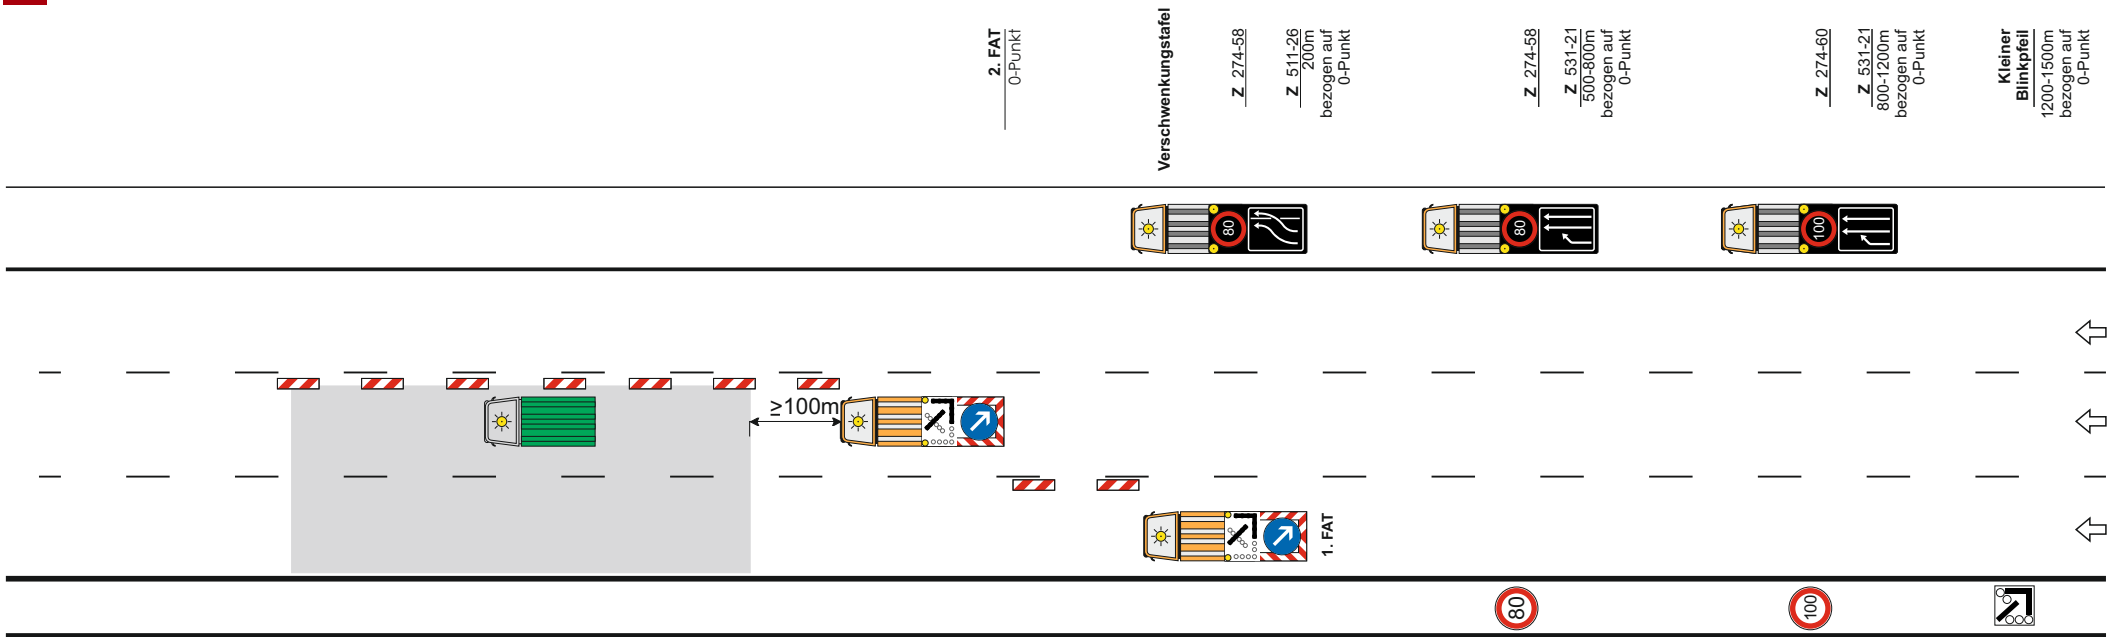 2. FAT
0-Punkt
Verschwenkungstafel
Z 274-58
Z 511-26
200m
bezogen auf
0-Punkt
Z 274-58
Z 531-21
500-800m
bezogen auf
0-Punkt
Z 274-60
Z 531-21
800-1200m
bezogen auf
0-Punkt
Kleiner
Blinkpfeil
1200-1500m
bezogen auf
0-Punkt
80
80
100
≥100m
1. FAT
80
100